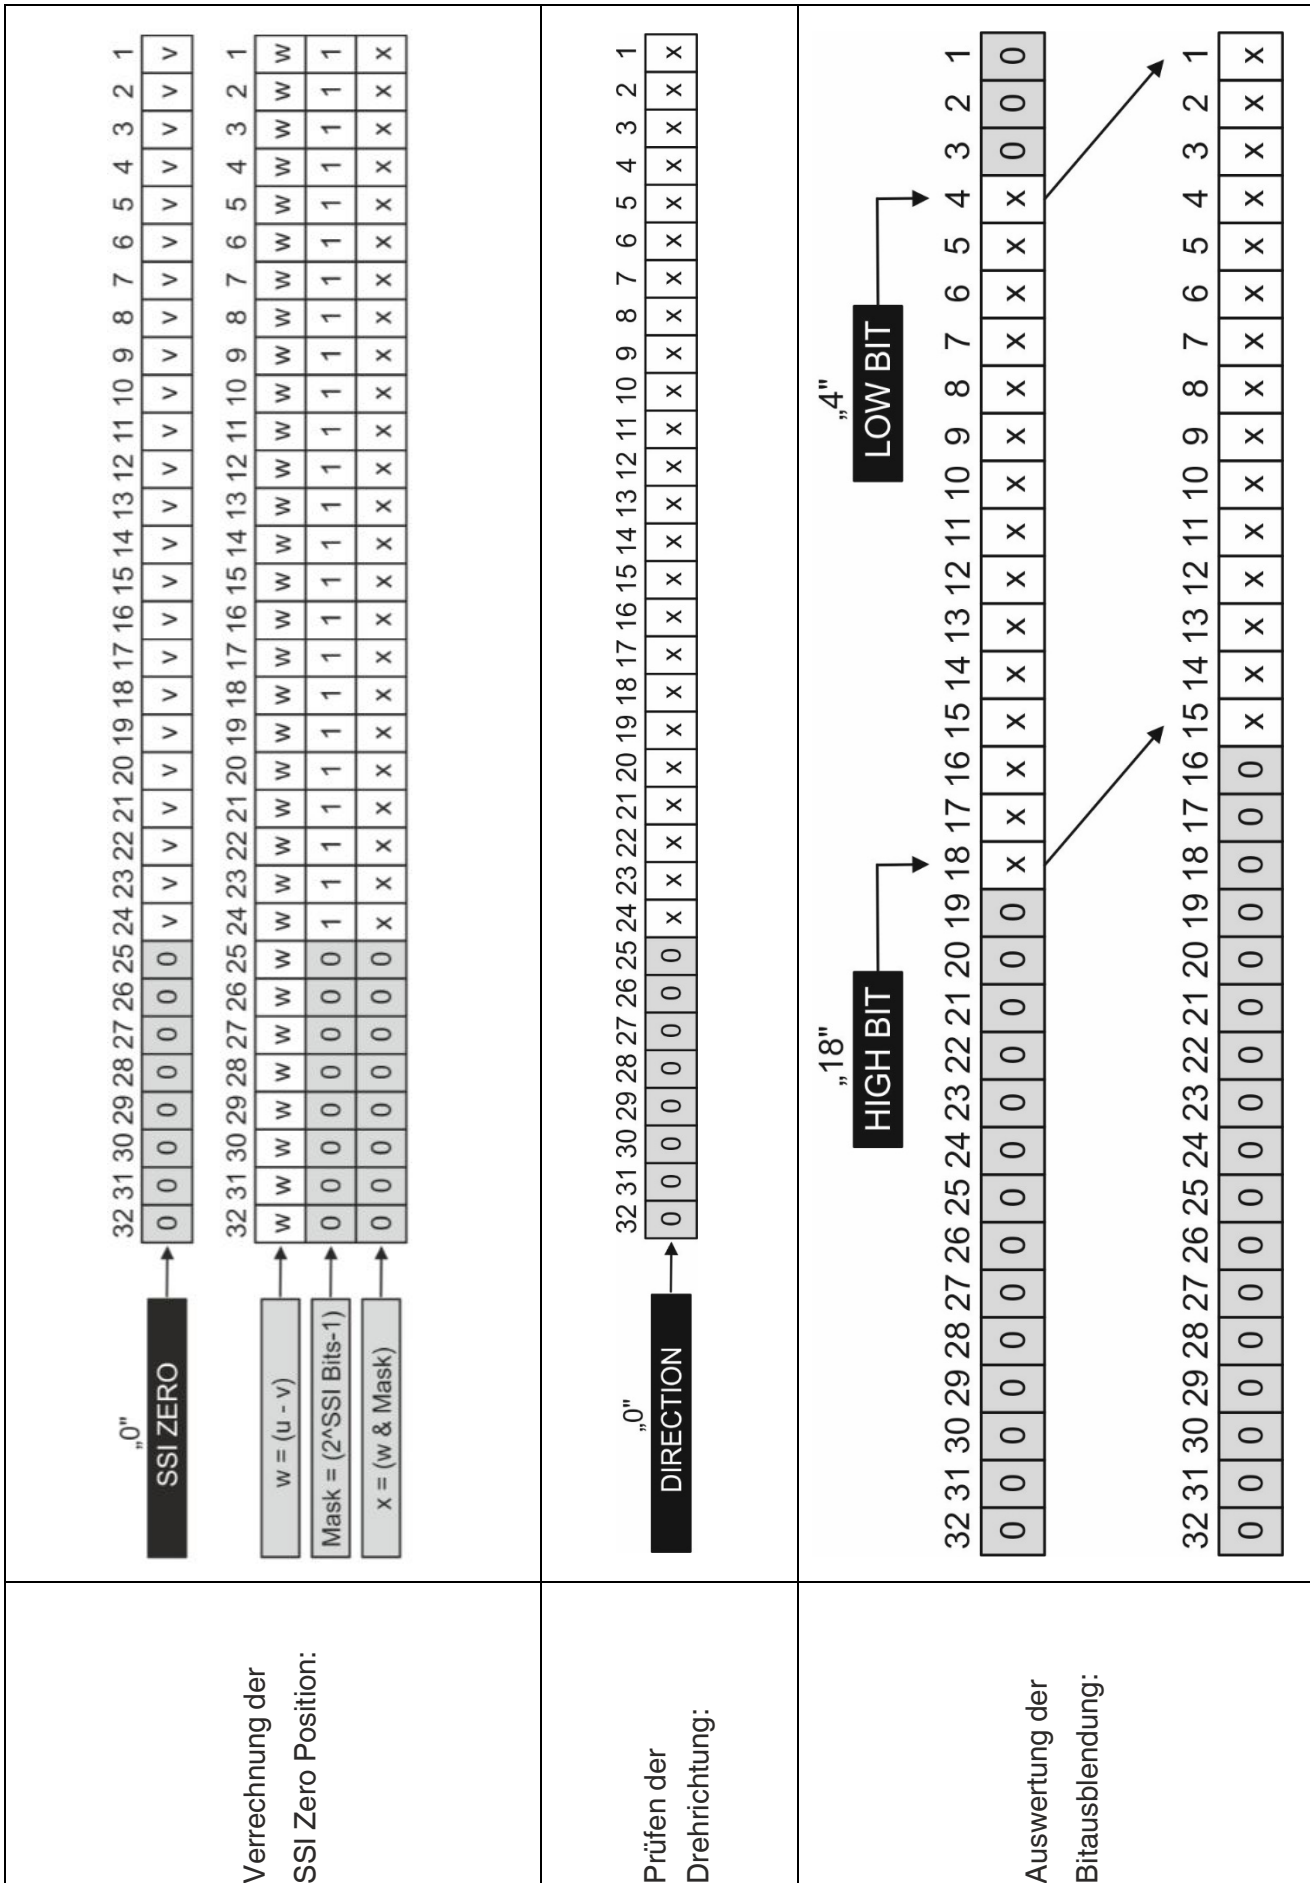 Verrechnung der
SSI Zero Position:
„0"
SSI ZERO
32 31 30 29 28 27 26 25 24 23 22 21 20 19 18 17 16 15 14 13 12 11 10 9 8 7 6 5 4 3 2 1
0 0 0 0 0 0 0 0 v v v v v v v v v v v v v v v v v v v v v v v v
32 31 30 29 28 27 26 25 24 23 22 21 20 19 18 17 16 15 14 13 12 11 10 9 8 7 6 5 4 3 2 1
w = (u - v)
w w w w w w w w w w w w w w w w w w w w w w w w w w w w w w w w
Mask = (2^SSI Bits-1)
0 0 0 0 0 0 0 0 1 1 1 1 1 1 1 1 1 1 1 1 1 1 1 1 1 1 1 1 1 1 1 1
x = (w & Mask)
0 0 0 0 0 0 0 0 x x x x x x x x x x x x x x x x x x x x x x x x
Prüfen der
Drehrichtung:
„0"
DIRECTION
32 31 30 29 28 27 26 25 24 23 22 21 20 19 18 17 16 15 14 13 12 11 10 9 8 7 6 5 4 3 2 1
0 0 0 0 0 0 0 0 x x x x x x x x x x x x x x x x x x x x x x x x
Auswertung der
Bitausblendung:
„18"
HIGH BIT
„4"
LOW BIT
32 31 30 29 28 27 26 25 24 23 22 21 20 19 18 17 16 15 14 13 12 11 10 9 8 7 6 5 4 3 2 1
0 0 0 0 0 0 0 0 0 0 0 0 0 0 x x x x x x x x x x x x x x x 0 0 0
32 31 30 29 28 27 26 25 24 23 22 21 20 19 18 17 16 15 14 13 12 11 10 9 8 7 6 5 4 3 2 1
0 0 0 0 0 0 0 0 0 0 0 0 0 0 0 0 0 x x x x x x x x x x x x x x x